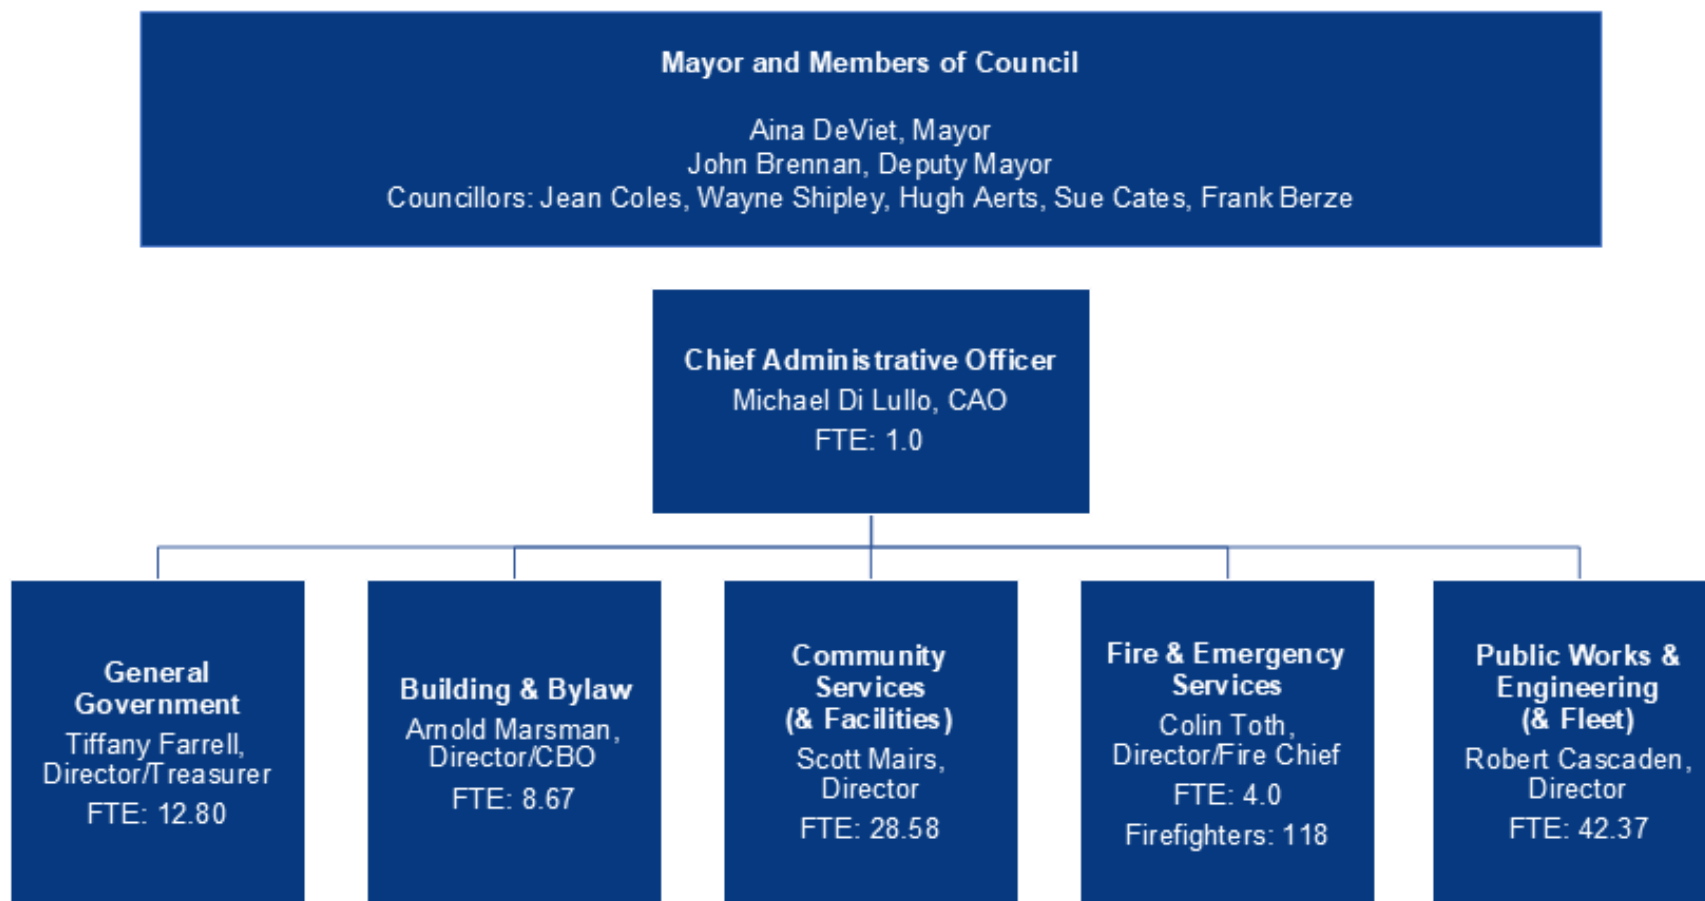 Mayor and Members of Council
Aina DeViet, Mayor
John Brennan, Deputy Mayor
Councillors: Jean Coles, Wayne Shipley, Hugh Aerts, Sue Cates, Frank Berze
Chief Administrative Officer
Michael Di Lullo, CAO
FTE: 1.0
General
Government
Tiffany Farrell,
Director/Treasurer
FTE: 12.80
Building & Bylaw
Arnold Marsman,
Director/CBO
FTE: 8.67
Community
Services
(& Facilities)
Scott Mairs,
Director
FTE: 28.58
Fire & Emergency
Services
Colin Toth,
Director/Fire Chief
FTE: 4.0
Firefighters: 118
Public Works &
Engineering
(& Fleet)
Robert Cascaden,
Director
FTE: 42.37